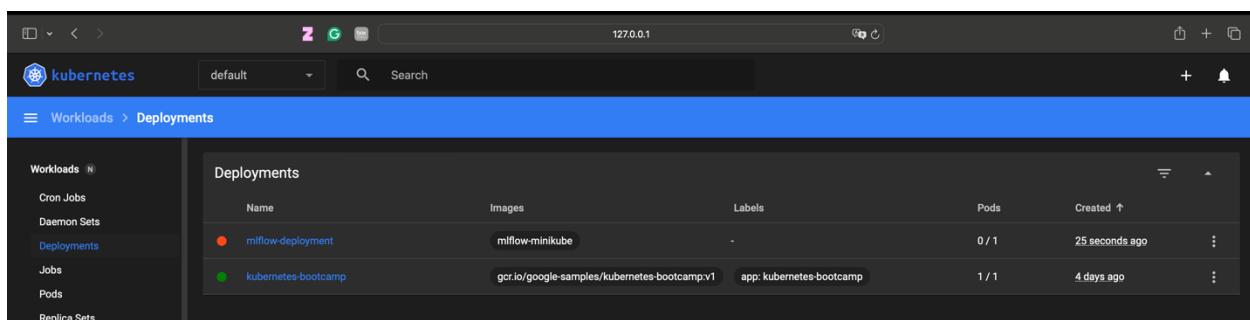 127.0.0.1
kubernetes
default
Search
Workloads > Deployments
Workloads N
Cron Jobs
Daemon Sets
Deployments
Jobs
Pods
Replica Sets
Deployments
Name Images Labels Pods Created ↑
mlflow-deployment mlflow-minikube - 0 / 1 25 seconds ago
kubernetes-bootcamp gcr.io/google-samples/kubernetes-bootcamp:v1 app: kubernetes-bootcamp 1 / 1 4 days ago